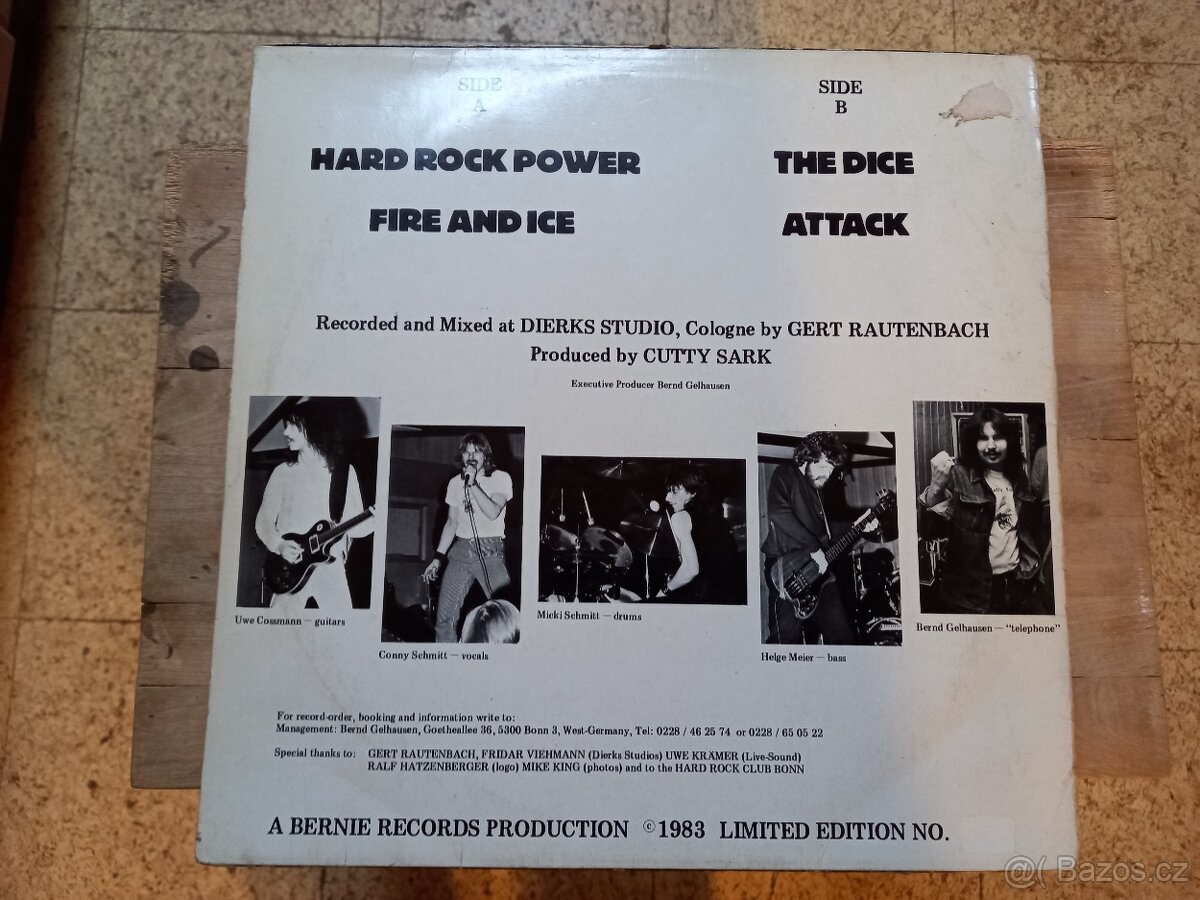 SIDE
A
HARD ROCK POWER
FIRE AND ICE
SIDE
B
THE DICE
ATTACK
Recorded and Mixed at DIERKS STUDIO, Cologne by GERT RAUTENBACH
Produced by CUTTY SARK
Executive Producer Bernd Gelhausen
Uwe Cossmann — guitars
Conny Schmitt — vocals
Micki Schmitt — drums
Helge Meier — bass
Bernd Gelhausen — "telephone"
For record-order, booking and information write to:
Management: Bernd Gelhausen, Goetheallee 36, 5300 Bonn 3, West-Germany, Tel: 0228 / 46 25 74 or 0228 / 65 05 22
Special thanks to: GERT RAUTENBACH, FRIDAR VIEHMANN (Dierks Studios) UWE KRÄMER (Live-Sound)
RALF HATZENBERGER (logo) MIKE KING (photos) and to the HARD ROCK CLUB BONN
A BERNIE RECORDS PRODUCTION © 1983 LIMITED EDITION NO.
@( Bazos.cz